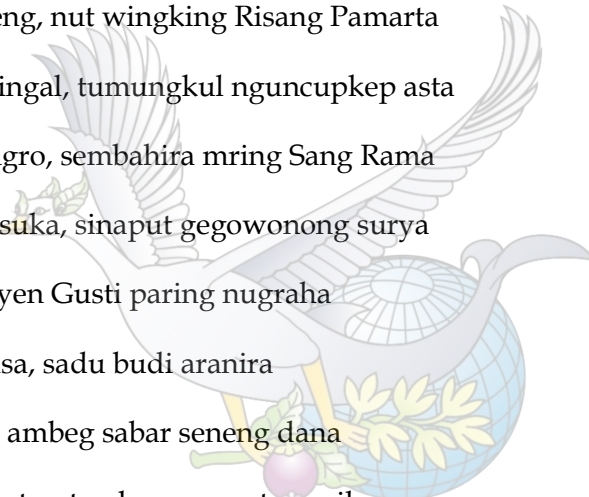 eng, nut wingking Risang Pamarta
ingal, tumungkul nguncupkep asta
gro, sembahira mring Sang Rama
suka, sinaput gegowonong surya
yen Gusti paring nugraha
sa, sadu budi aranira
ambeg sabar seneng dana